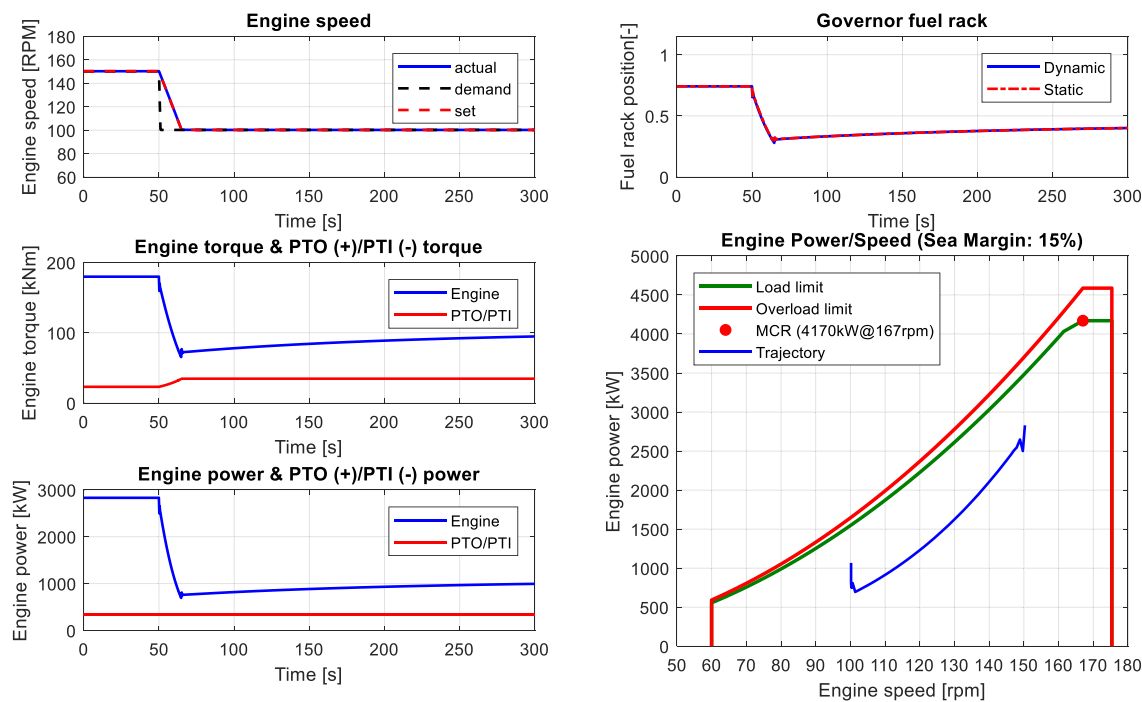 Engine speed
Engine speed [RPM]
180
160
140
120
100
80
60
actual
demand
set
0 50 100 150 200 250 300
Time [s]
Governor fuel rack
Fuel rack position[-]
1
0.5
0
Dynamic
Static
0 50 100 150 200 250 300
Time [s]
Engine torque & PTO (+)/PTI (-) torque
Engine torque [kNm]
200
100
0
Engine
PTO/PTI
0 50 100 150 200 250 300
Time [s]
Engine power & PTO (+)/PTI (-) power
Engine power [kW]
3000
2000
1000
0
Engine
PTO/PTI
0 50 100 150 200 250 300
Time [s]
Engine Power/Speed (Sea Margin: 15%)
Engine power [kW]
5000
4500
4000
3500
3000
2500
2000
1500
1000
500
0
Load limit
Overload limit
MCR (4170kW@167rpm)
Trajectory
50 60 70 80 90 100 110 120 130 140 150 160 170 180
Engine speed [rpm]